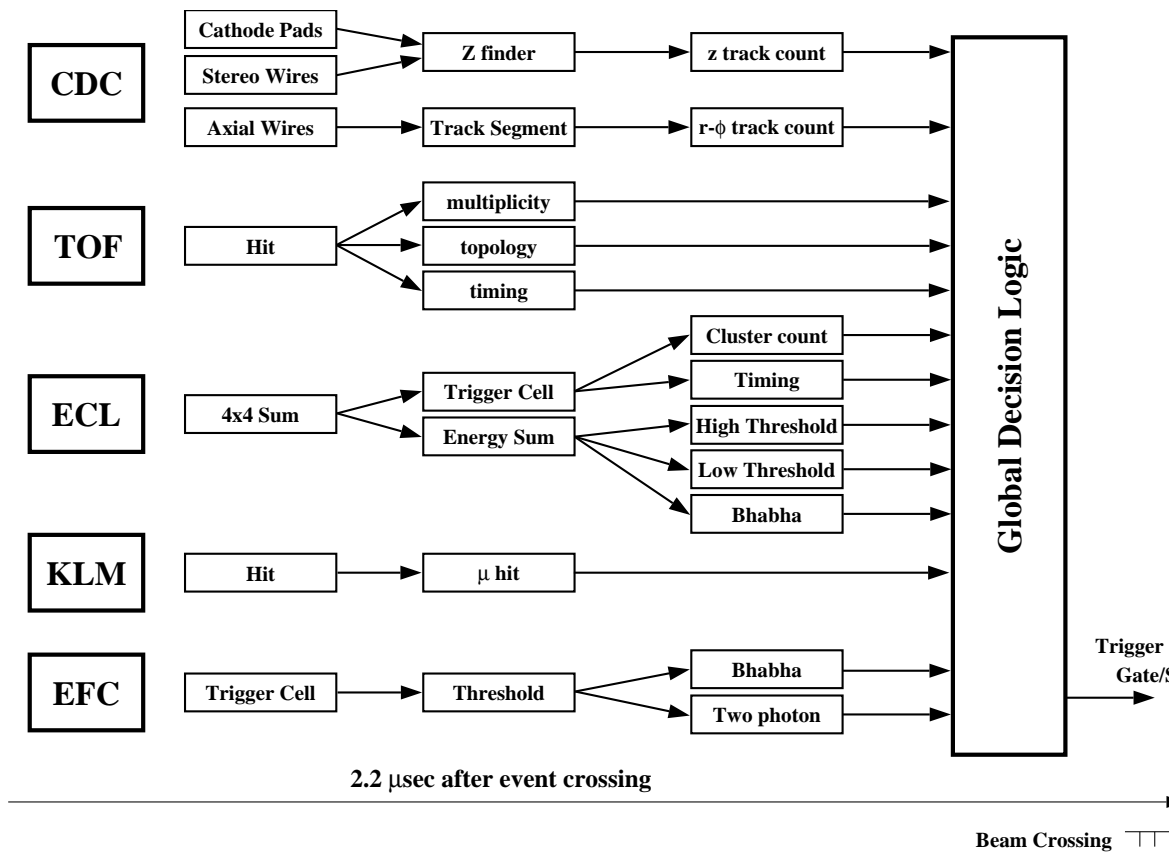 CDC
Cathode Pads
Stereo Wires
Axial Wires
Z finder
Track Segment
z track count
r-ϕ track count
TOF
Hit
multiplicity
topology
timing
ECL
4x4 Sum
Trigger Cell
Energy Sum
Cluster count
Timing
High Threshold
Low Threshold
Bhabha
KLM
Hit
μ hit
EFC
Trigger Cell
Threshold
Bhabha
Two photon
Global Decision Logic
Trigger
Gate/
2.2 μsec after event crossing
Beam Crossing